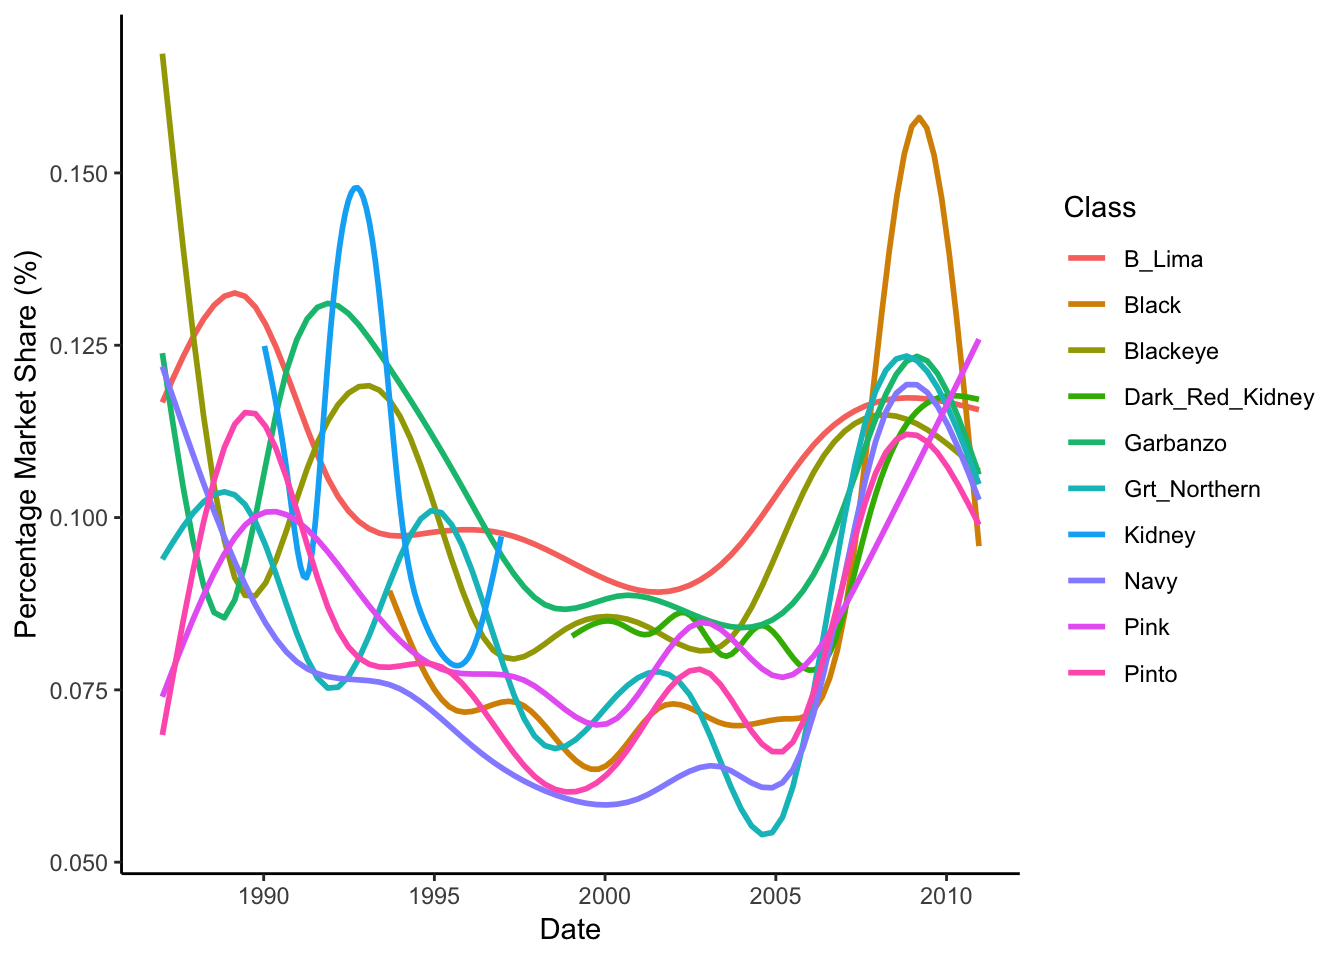 Percentage Market Share (%)
0.150
0.125
0.100
0.075
0.050
1990
1995
2000
2005
2010
Date
Class
B_Lima
Black
Blackeye
Dark_Red_Kidney
Garbanzo
Grt_Northern
Kidney
Navy
Pink
Pinto